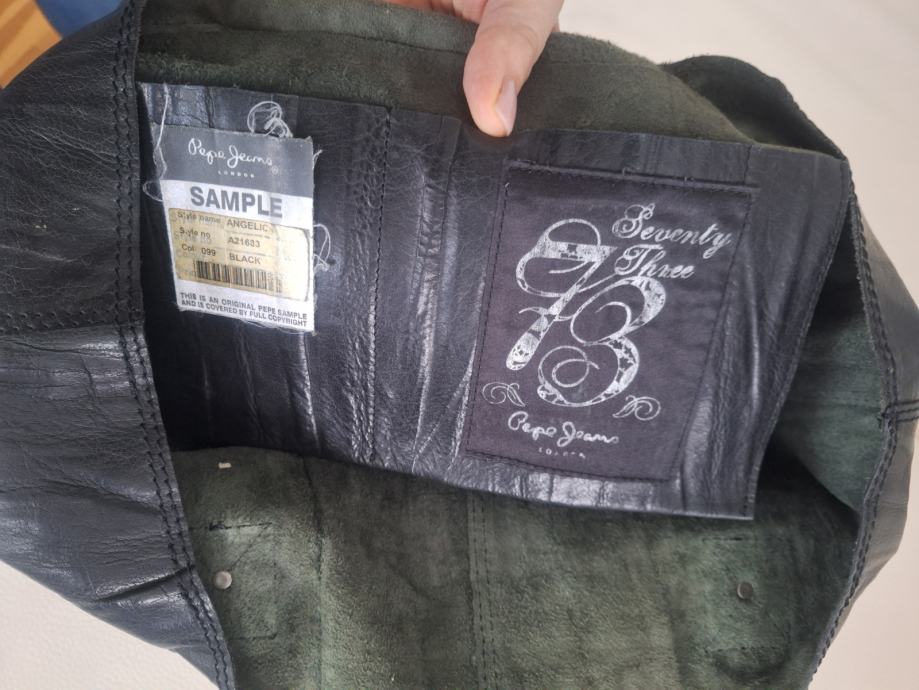 Pepe Jeans
LONDON
SAMPLE
Style name ANGELIC
Style no A21633
Col 099 BLACK
THIS IS AN ORIGINAL PEPE SAMPLE
AND IS COVERED BY FULL COPYRIGHT
Seventy
Three
73
Pepe Jeans
LONDON